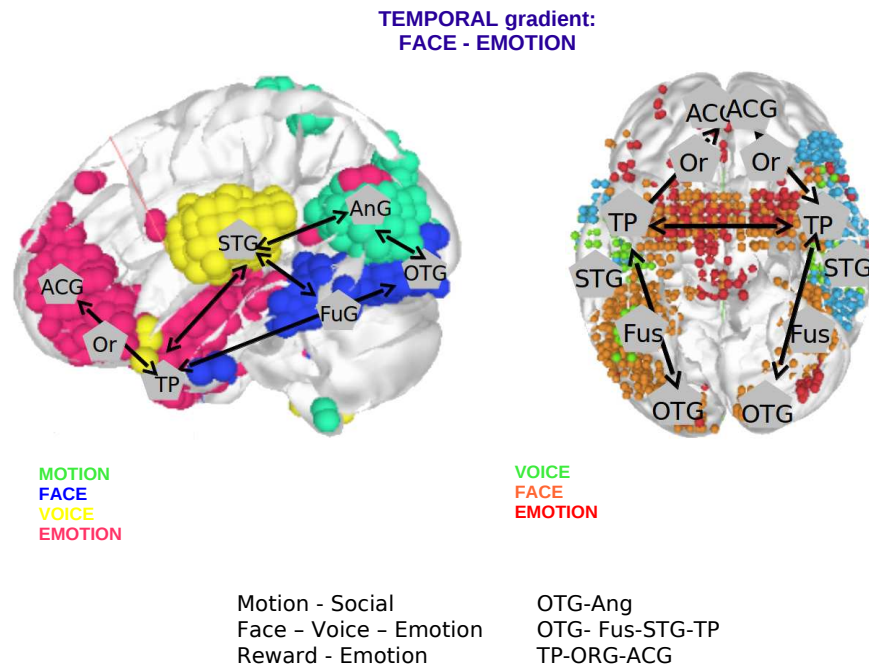 TEMPORAL gradient:
FACE - EMOTION
ACG
Or
TP
STG
AnG
OTG
FuG
ACG ACG
Or Or
TP TP
STG STG
Fus Fus
OTG OTG
MOTION
FACE
VOICE
EMOTION
VOICE
FACE
EMOTION
Motion - Social OTG-Ang
Face – Voice – Emotion OTG- Fus-STG-TP
Reward - Emotion TP-ORG-ACG